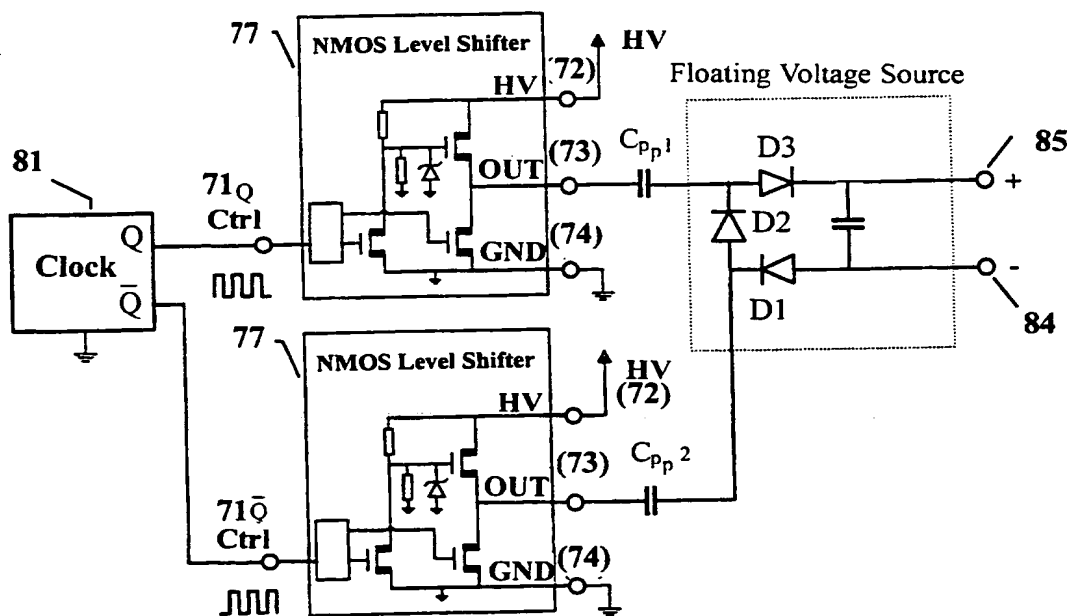 77
NMOS Level Shifter
HV
HV
(72)
Floating Voltage Source
81
71Q
Ctrl
OUT
(73)
Cpp1
D3
85
+
Q
D2
Clock
GND
(74)
Q̅
D1
-
84
77
NMOS Level Shifter
HV
(72)
HV
71Q̅
Ctrl
OUT
(73)
Cpp2
GND
(74)